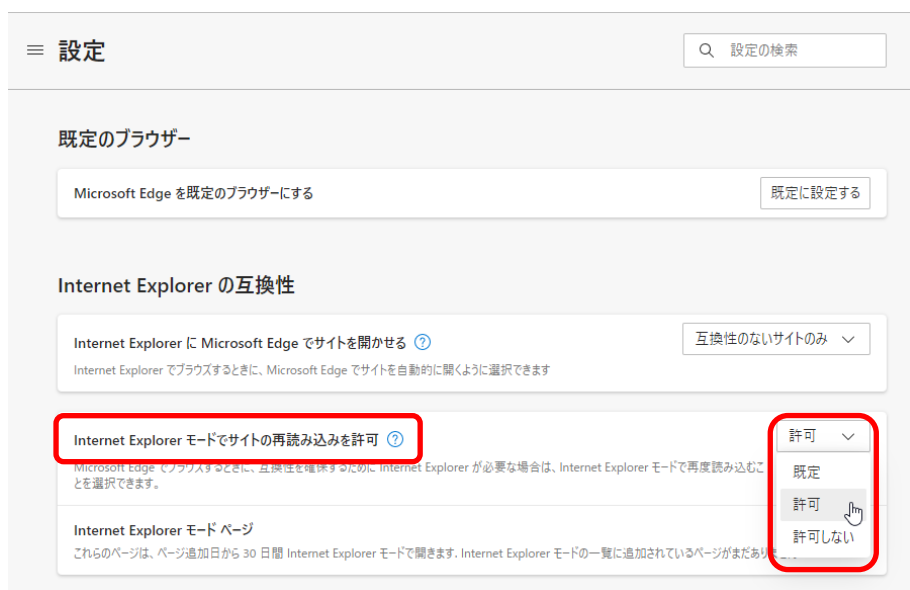 設定
設定の検索
既定のブラウザー
Microsoft Edge を既定のブラウザーにする
既定に設定する
Internet Explorer の互換性
Internet Explorer に Microsoft Edge でサイトを開かせる
互換性のないサイトのみ
Internet Explorer でブラウズするときに、Microsoft Edge でサイトを自動的に開くように選択できます
Internet Explorer モードでサイトの再読み込みを許可
許可
Microsoft Edge でブラウズするときに、互換性を確保するために Internet Explorer が必要な場合は、Internet Explorer モードで再度読み込むこ
とを選択できます。
既定
許可
許可しない
Internet Explorer モード ページ
これらのページは、ページ追加日から 30 日間 Internet Explorer モードで開きます. Internet Explorer モードの一覧に追加されているページがまだあ